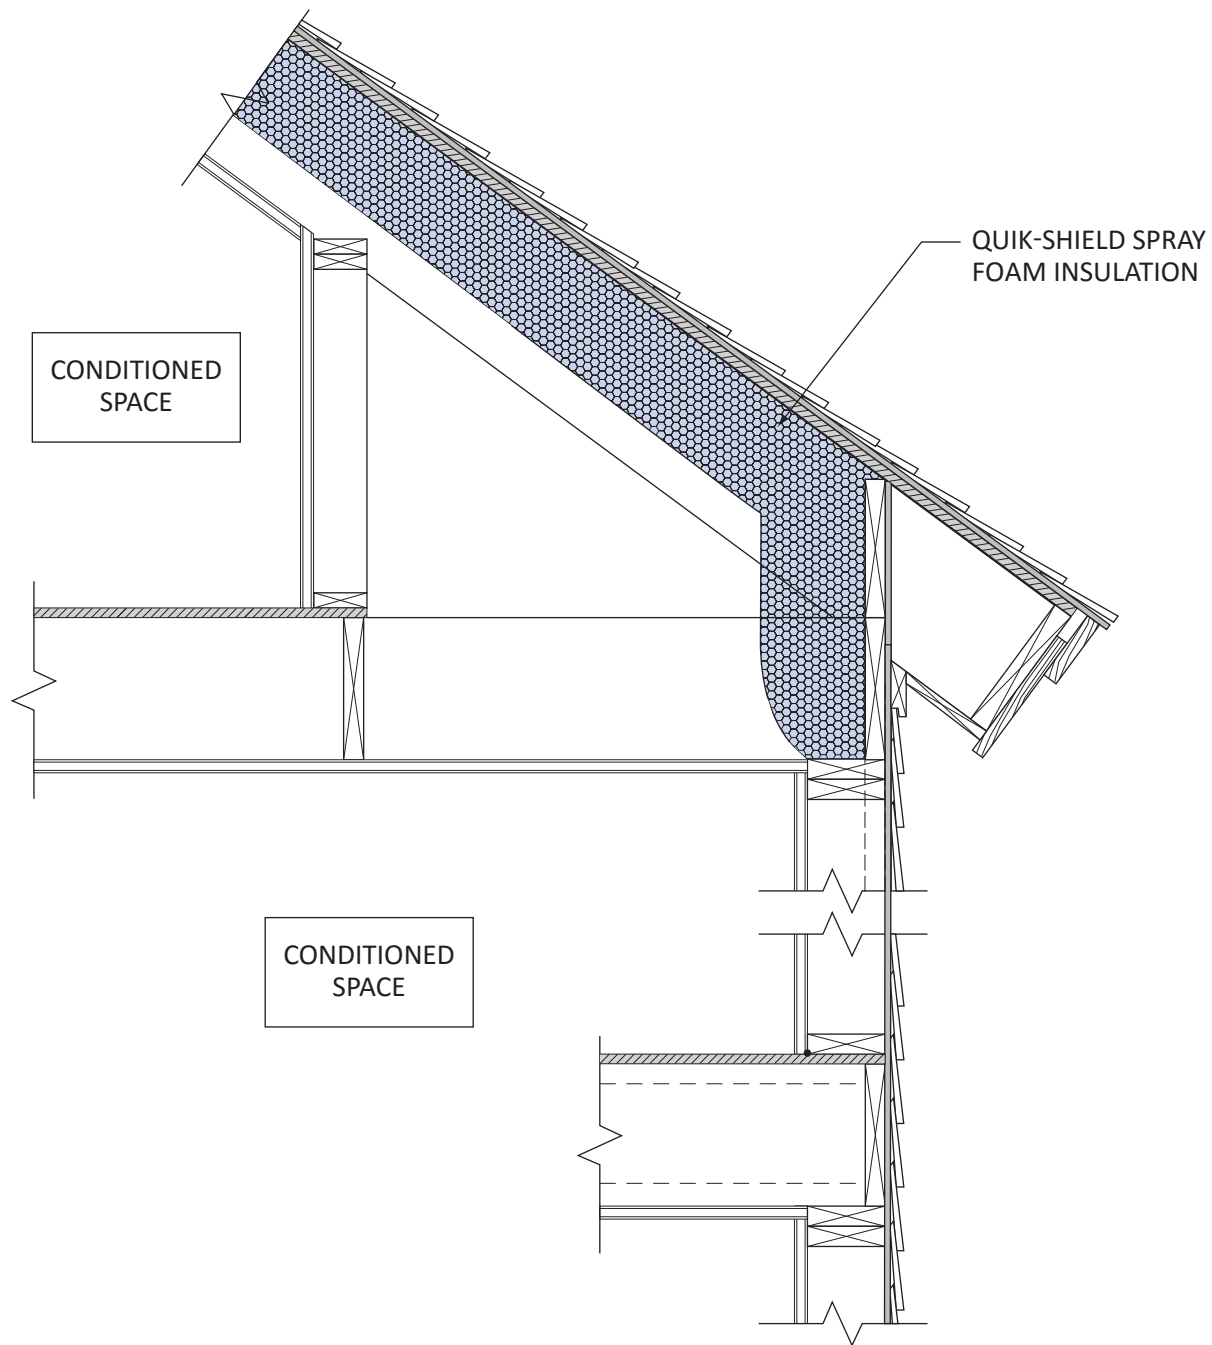 QUIK-SHIELD SPRAY
FOAM INSULATION
CONDITIONED
SPACE
CONDITIONED
SPACE